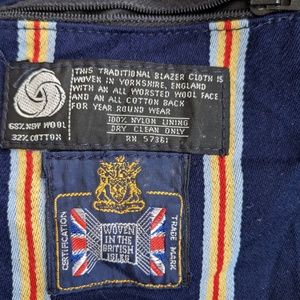 THIS TRADITIONAL BLAZER CLOTH IS
WOVEN IN YORKSHIRE, ENGLAND
WITH AN ALL WORSTED WOOL FACE
AND AN ALL COTTON BACK
FOR YEAR ROUND WEAR
100% NYLON LINING
DRY CLEAN ONLY
RN 57381
68% NEW WOOL
32% COTTON
CERTIFICATION
WOVEN
IN THE
BRITISH
ISLES
TRADE MARK